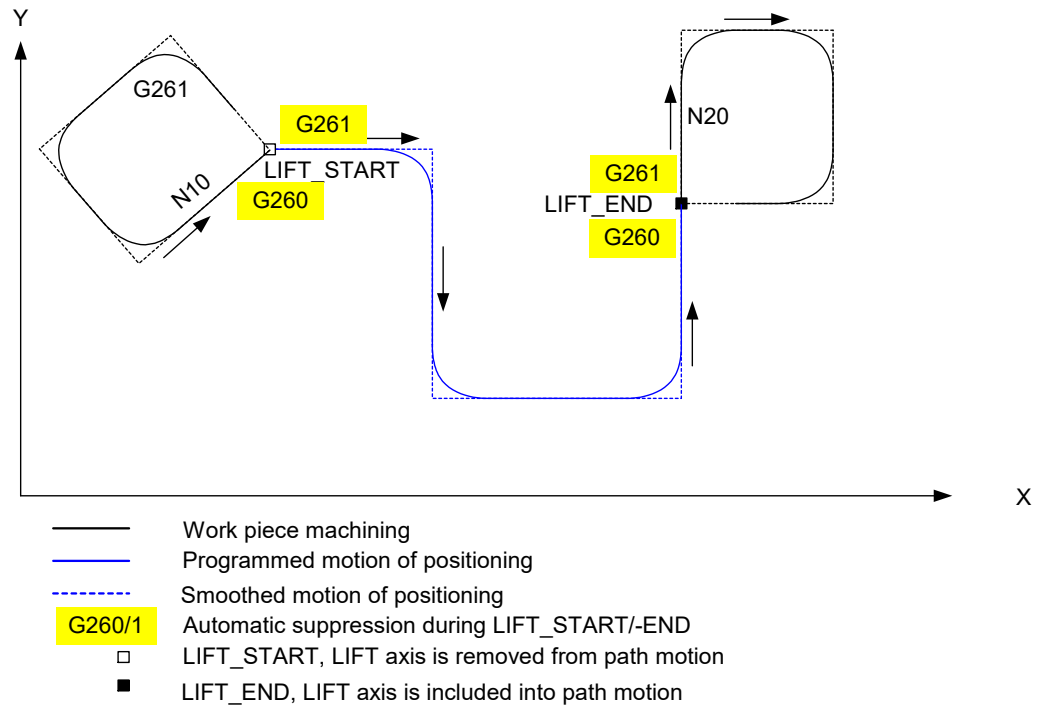 Y
G261
G261
LIFT_START
N10
G260
N20
G261
LIFT_END
G260
X
Work piece machining
Programmed motion of positioning
Smoothed motion of positioning
G260/1 Automatic suppression during LIFT_START/-END
LIFT_START, LIFT axis is removed from path motion
LIFT_END, LIFT axis is included into path motion